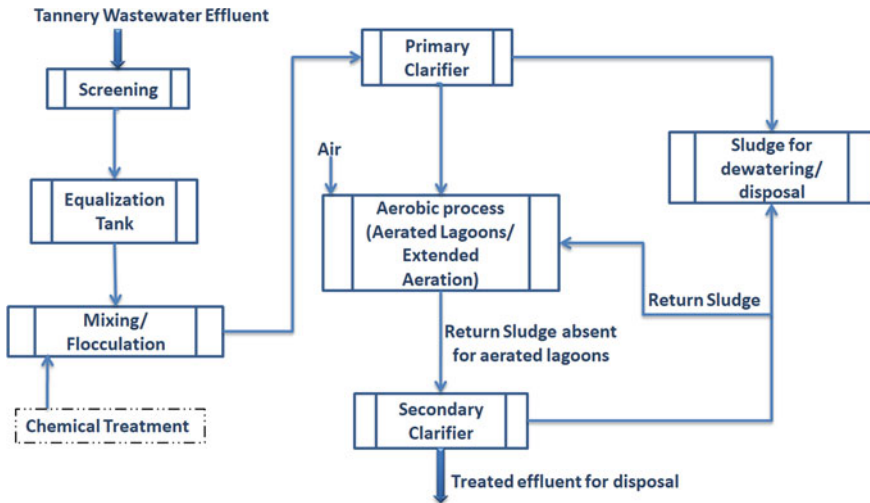 Tannery Wastewater Effluent
Screening
Equalization
Tank
Mixing/
Flocculation
Chemical Treatment
Primary
Clarifier
Air
Aerobic process
(Aerated Lagoons/
Extended
Aeration)
Return Sludge absent
for aerated lagoons
Secondary
Clarifier
Treated effluent for disposal
Sludge for
dewatering/
disposal
Return Sludge